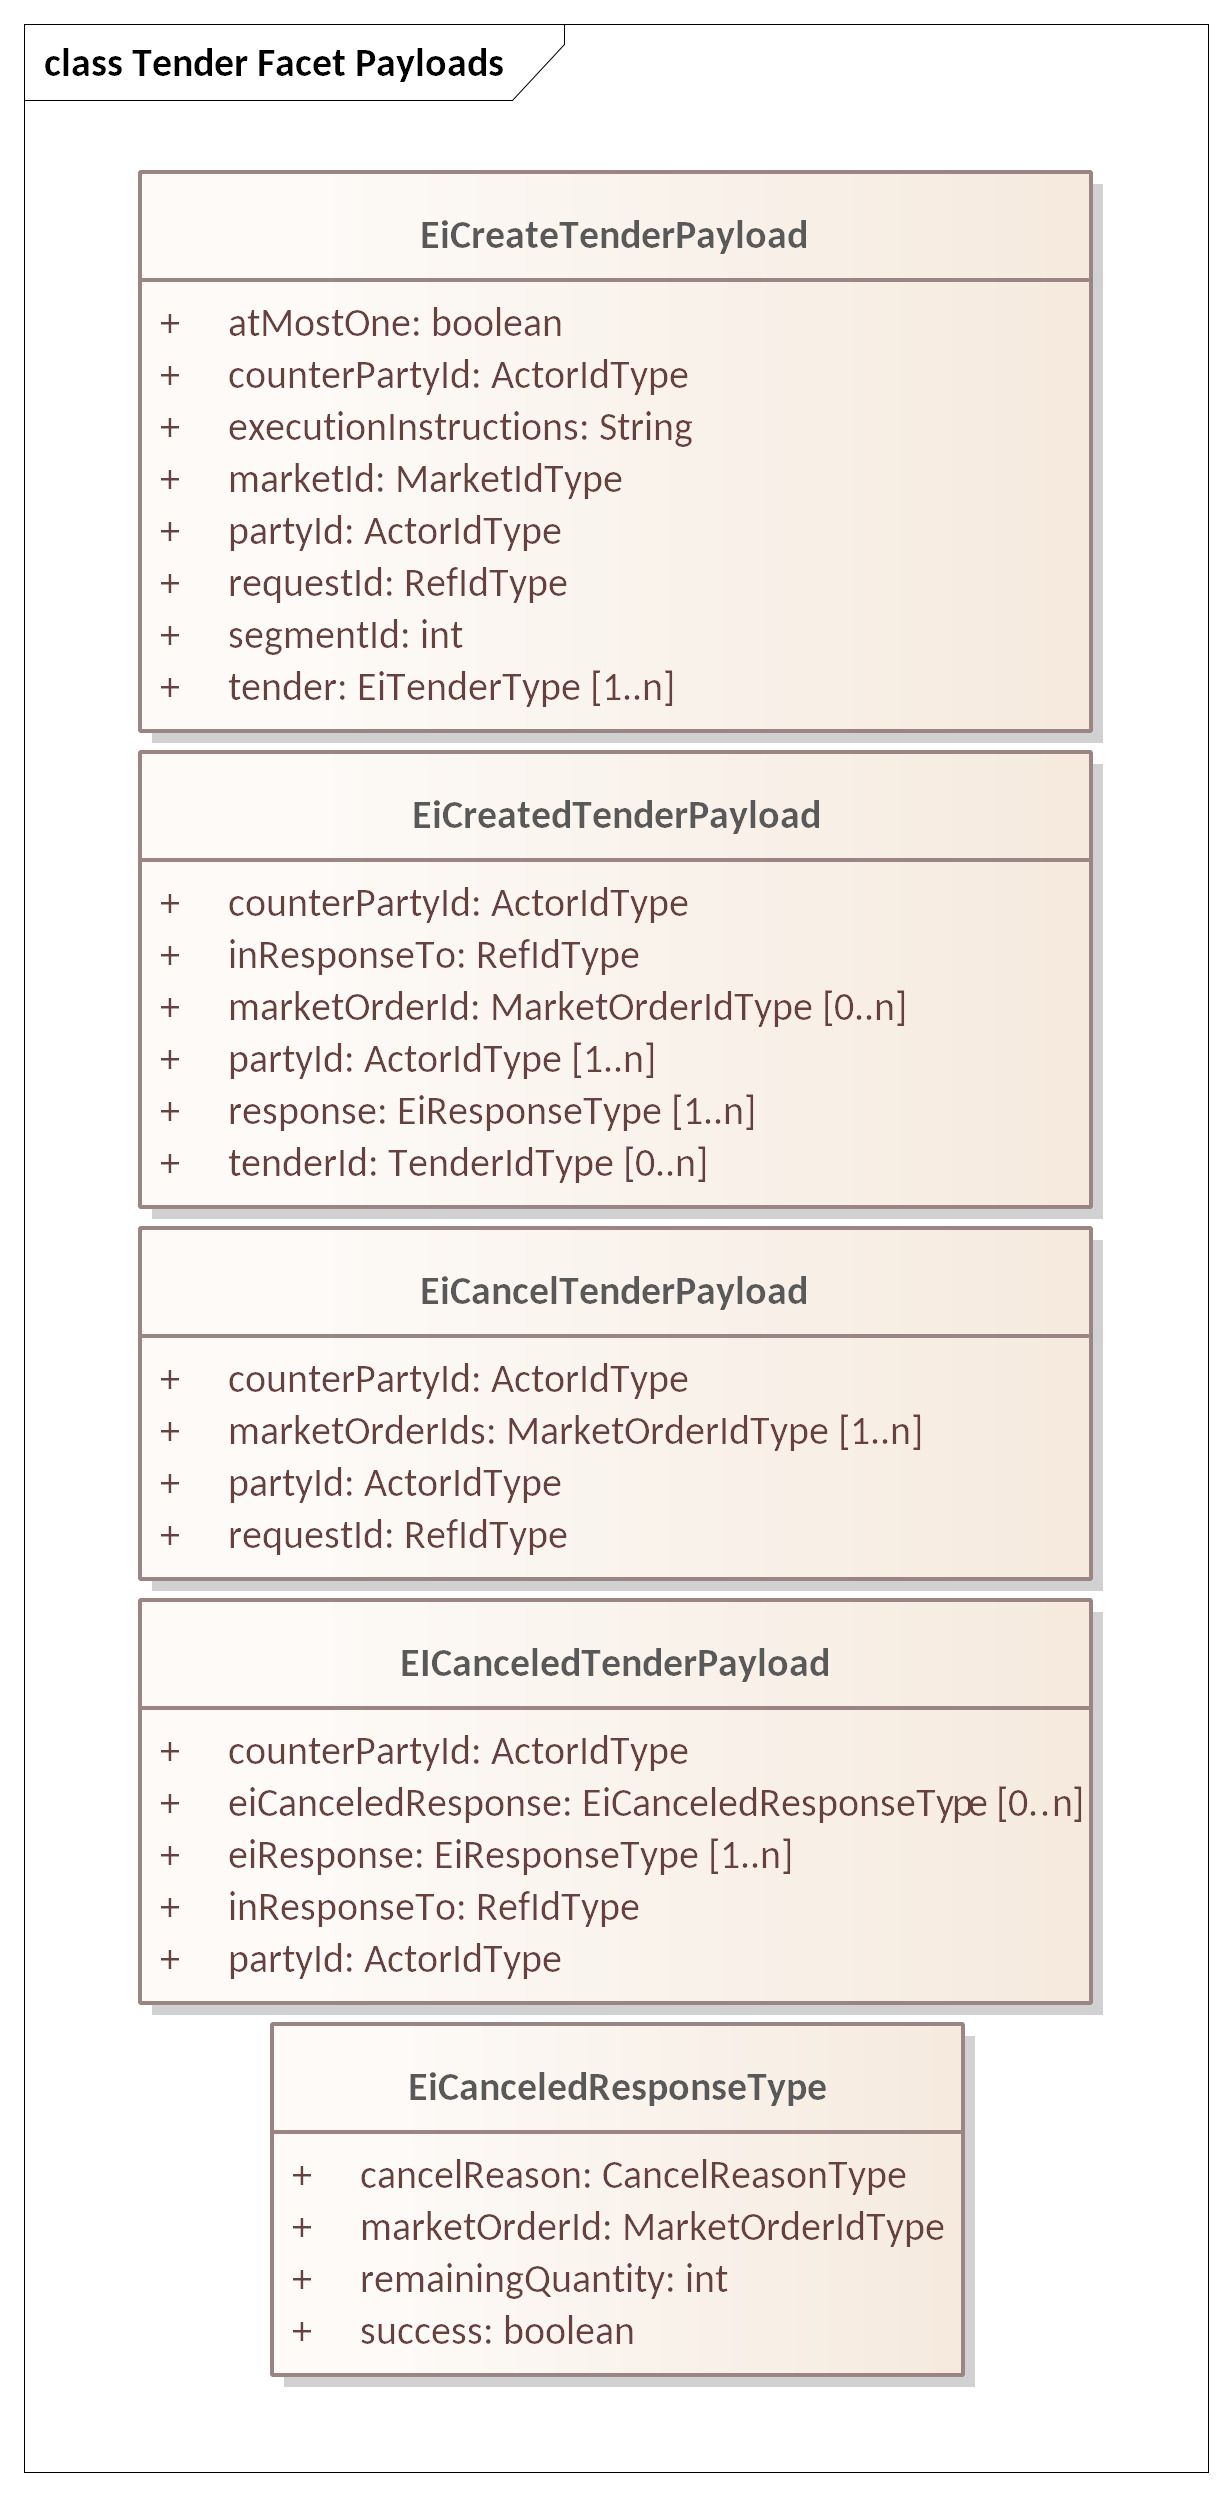 class Tender Facet Payloads
EiCreateTenderPayload
+ atMostOne: boolean
+ counterPartyId: ActorIdType
+ executionInstructions: String
+ marketId: MarketIdType
+ partyId: ActorIdType
+ requestId: RefIdType
+ segmentId: int
+ tender: EiTenderType [1..n]
EiCreatedTenderPayload
+ counterPartyId: ActorIdType
+ inResponseTo: RefIdType
+ marketOrderId: MarketOrderIdType [0..n]
+ partyId: ActorIdType [1..n]
+ response: EiResponseType [1..n]
+ tenderId: TenderIdType [0..n]
EiCancelTenderPayload
+ counterPartyId: ActorIdType
+ marketOrderIds: MarketOrderIdType [1..n]
+ partyId: ActorIdType
+ requestId: RefIdType
EICanceledTenderPayload
+ counterPartyId: ActorIdType
+ eiCanceledResponse: EiCanceledResponseType [0..n]
+ eiResponse: EiResponseType [1..n]
+ inResponseTo: RefIdType
+ partyId: ActorIdType
EiCanceledResponseType
+ cancelReason: CancelReasonType
+ marketOrderId: MarketOrderIdType
+ remainingQuantity: int
+ success: boolean